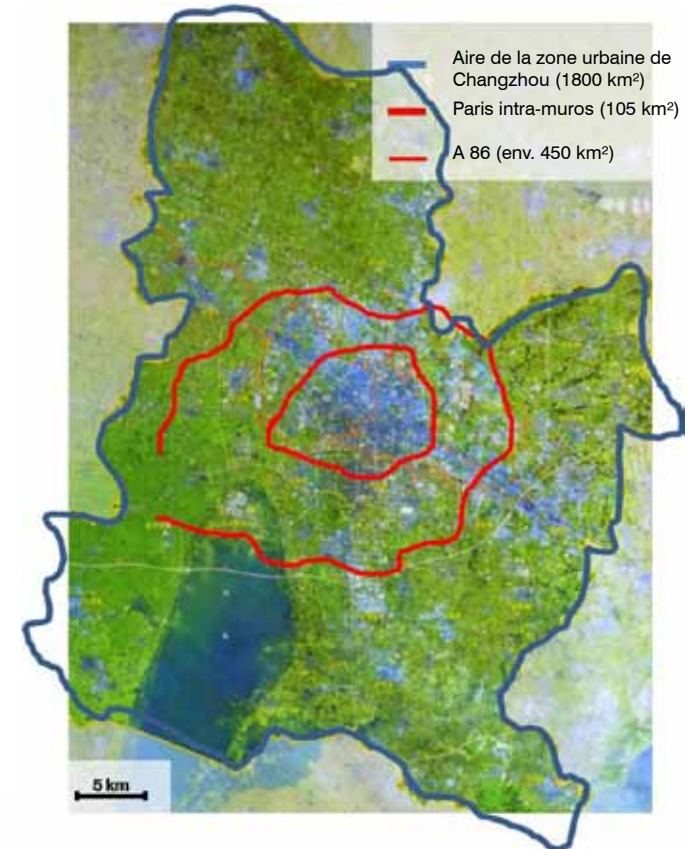 Aire de la zone urbaine de
Changzhou (1800 km²)
Paris intra-muros (105 km²)
A 86 (env. 450 km²)
5 km